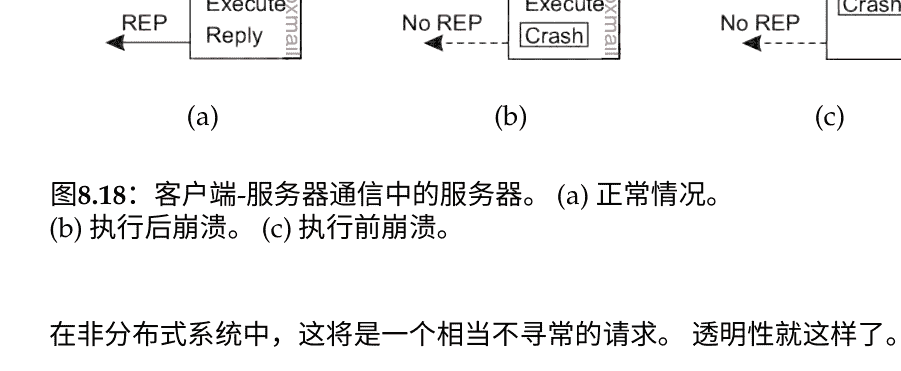 Execute
Execute
Crash
REP
Reply
No REP
Crash
No REP
(a)
(b)
(c)
图8.18：客户端-服务器通信中的服务器。 (a) 正常情况。
(b) 执行后崩溃。 (c) 执行前崩溃。
在非分布式系统中，这将是一个相当不寻常的请求。 透明性就这样了。